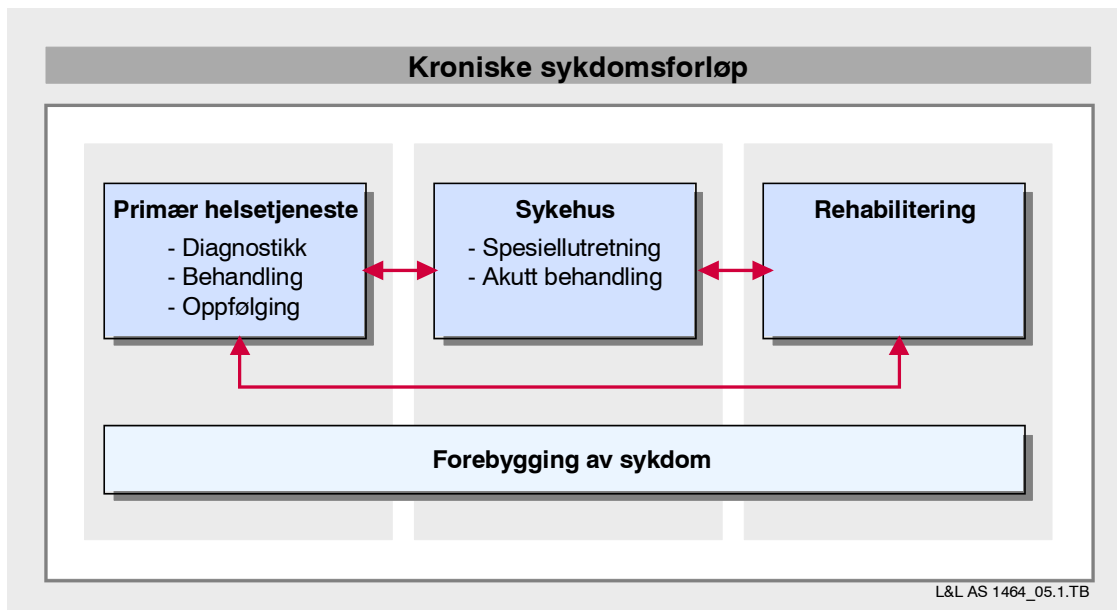 Kroniske sykdomsforløp
Primær helsetjeneste
- Diagnostikk
- Behandling
- Oppfølging
Sykehus
- Spesiellutretning
- Akutt behandling
Rehabilitering
Forebygging av sykdom
L&L AS 1464_05.1.TB